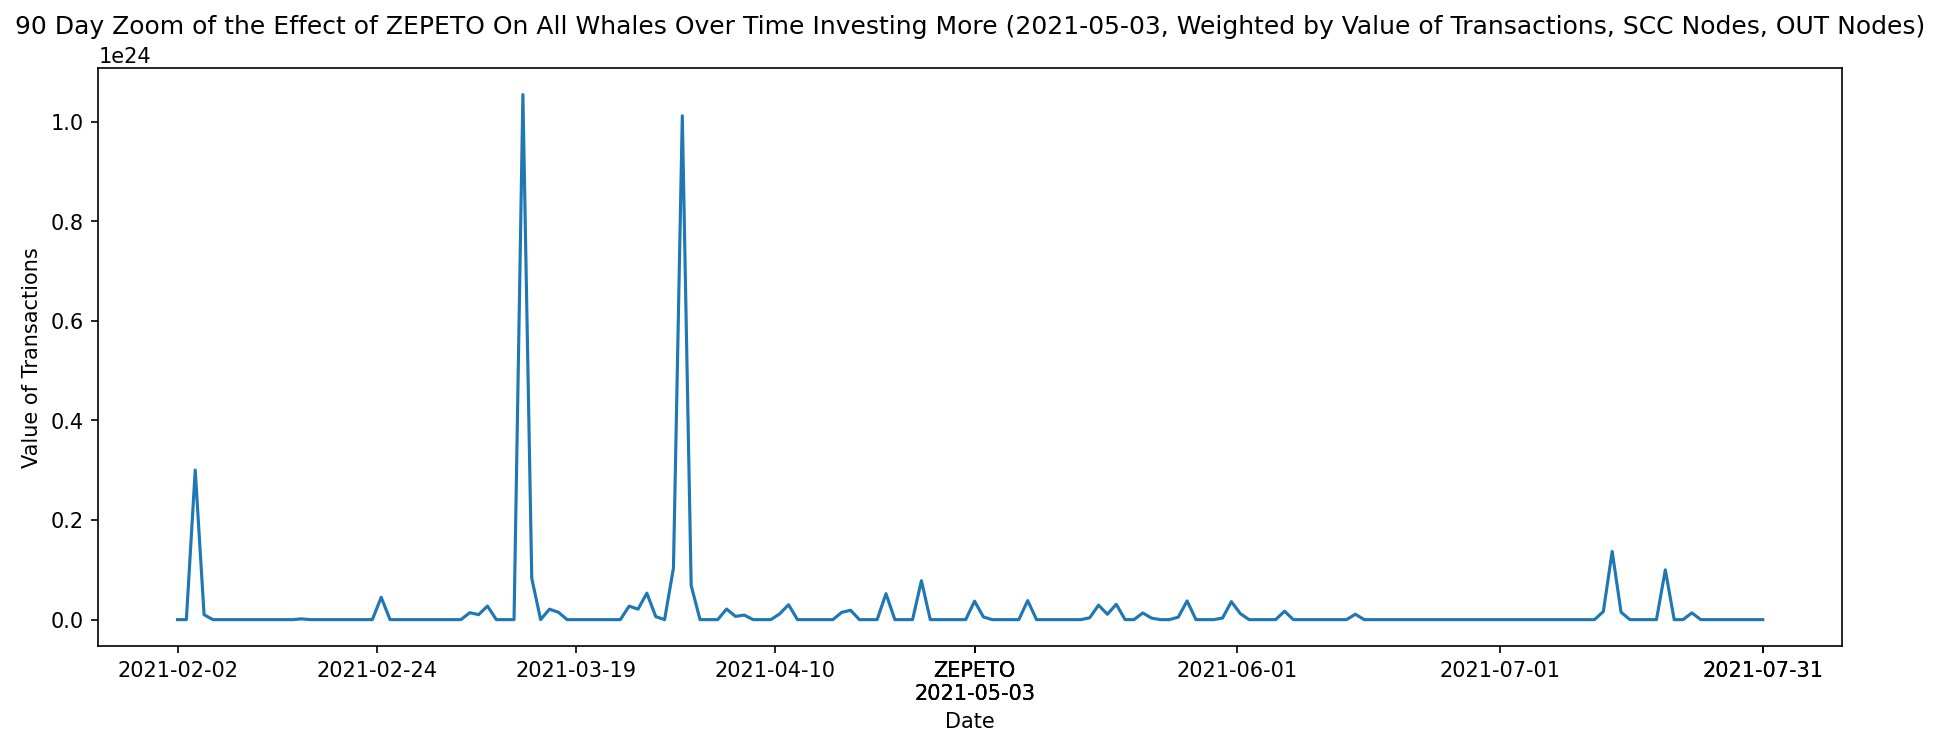 90 Day Zoom of the Effect of ZEPETO On All Whales Over Time Investing More (2021-05-03, Weighted by Value of Transactions, SCC Nodes, OUT Nodes)
1e24
1.0
0.8
0.6
0.4
0.2
0.0
Value of Transactions
2021-02-02 2021-02-24 2021-03-19 2021-04-10 ZEPETO 2021-06-01 2021-07-01 2021-07-31
2021-05-03
Date